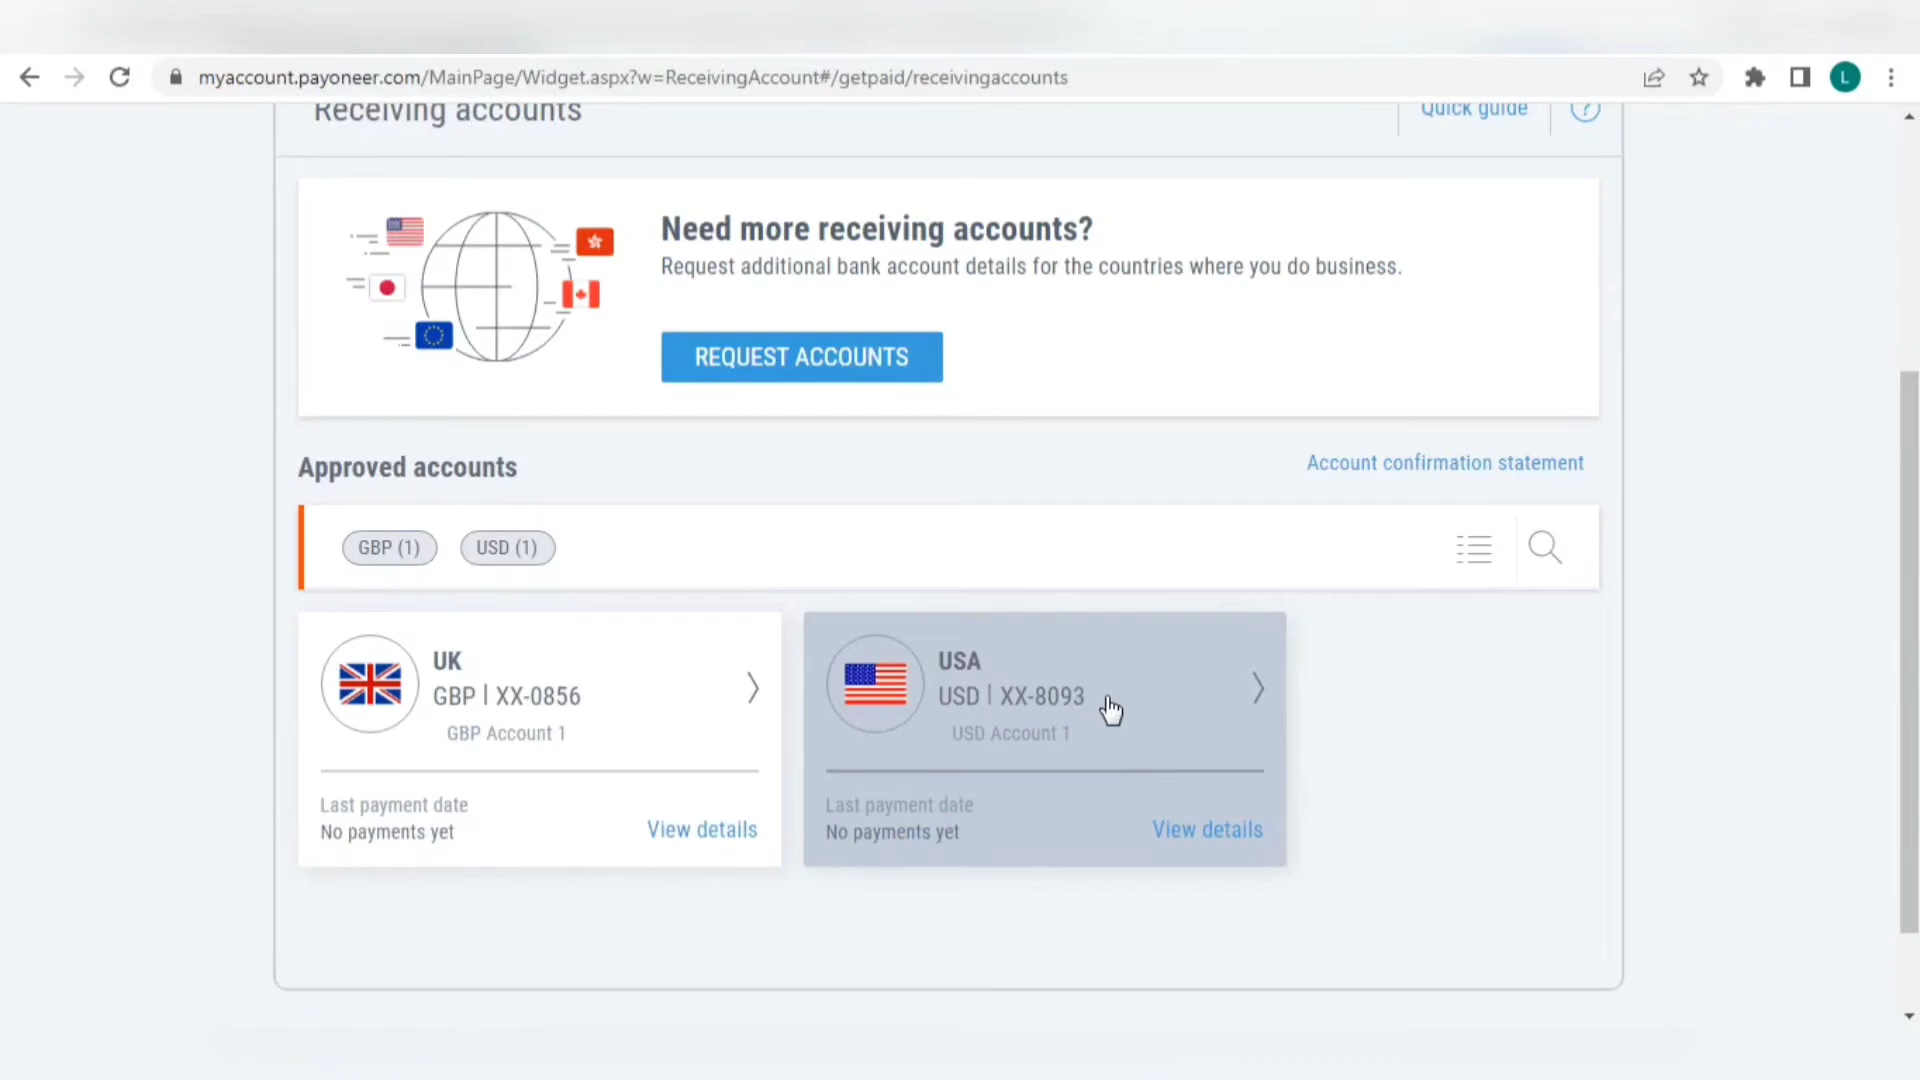 myaccount.payoneer.com/MainPage/Widget.aspx?w=ReceivingAccount#/getpaid/receivingaccounts
L
Receiving accounts
Quick guide
?
Need more receiving accounts?
Request additional bank account details for the countries where you do business.
REQUEST ACCOUNTS
Approved accounts
Account confirmation statement
GBP (1)
USD (1)
UK
GBP | XX-0856
GBP Account 1
Last payment date
No payments yet
View details
USA
USD | XX-8093
USD Account 1
Last payment date
No payments yet
View details